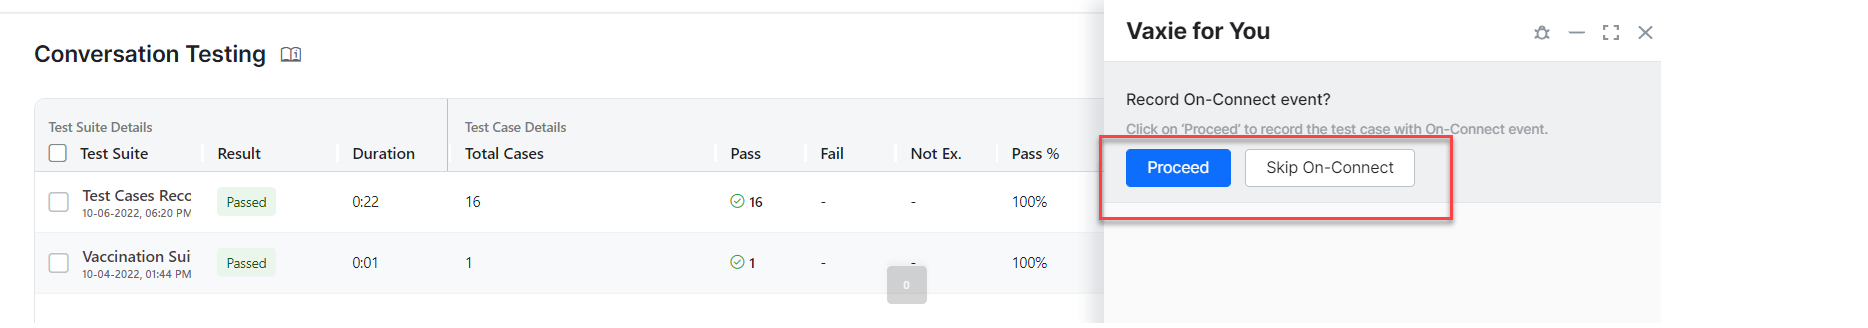 Conversation Testing
Vaxie for You
Record On-Connect event?
Click on 'Proceed' to record the test case with On-Connect event.
Proceed Skip On-Connect
Test Suite Details Test Case Details
Test Suite Result Duration Total Cases Pass Fail Not Ex. Pass %
Test Cases Reco Passed 0:22 16 16 - - 100%
10-06-2022, 06:20 PM
Vaccination Sui Passed 0:01 1 1 - - 100%
10-04-2022, 01:44 PM
0